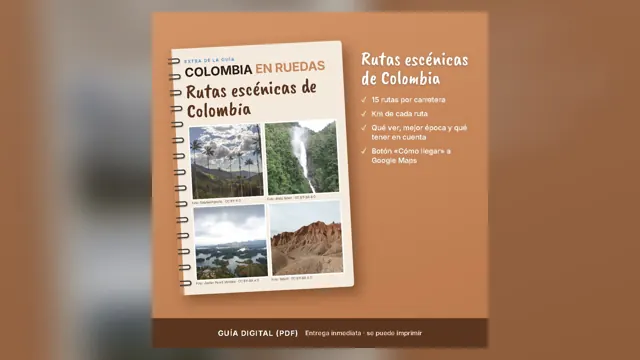 EXTRA DE LA GUÍA
COLOMBIA EN RUEDAS
Rutas escénicas de
Colombia
Rutas escénicas
de Colombia
✓ 15 rutas por carretera
✓ Km de cada ruta
✓ Qué ver, mejor época y qué
tener en cuenta
✓ Botón «Cómo llegar» a
Google Maps
GUÍA DIGITAL (PDF) Entrega inmediata · se puede imprimir